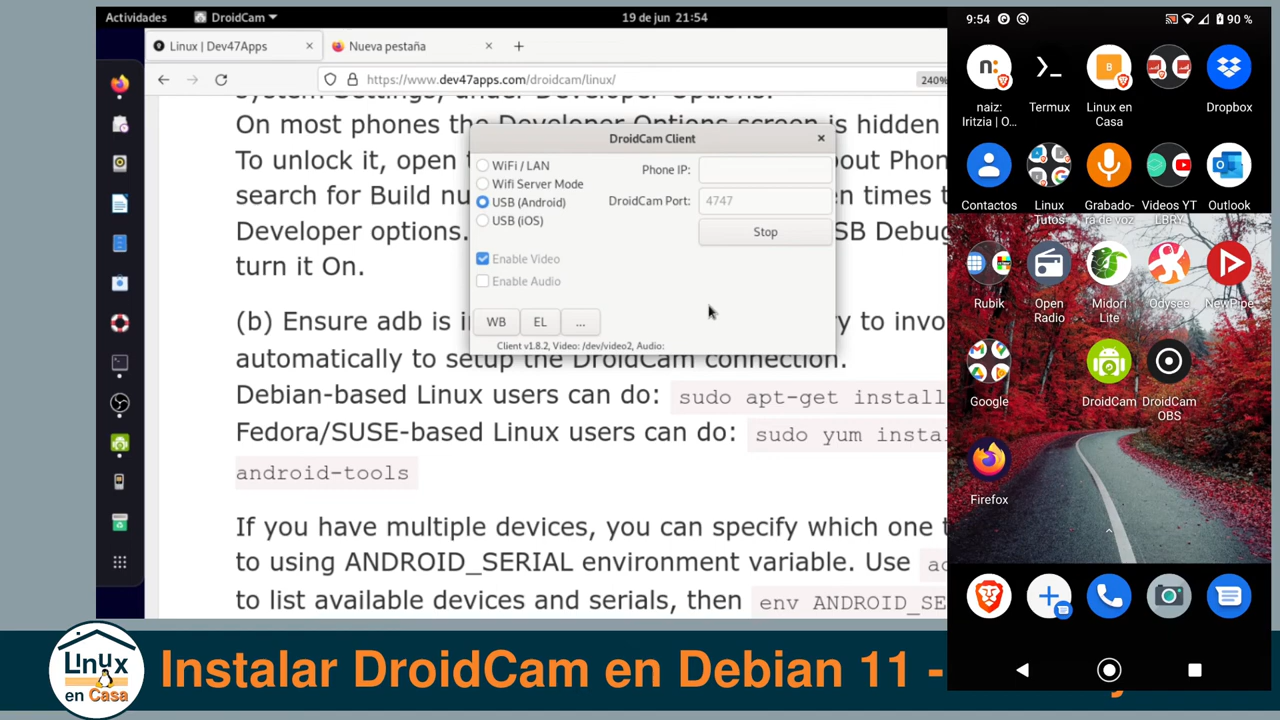 Actividades
DroidCam
19 de jun 21:54
Linux | Dev47Apps
Nueva pestaña
https://www.dev47apps.com/droidcam/linux/
240%
System Settings, under Developer Options.
On most phones the Developer Options screen is hidden
To unlock it, open
out Phon
search for Build nu
en times t
Developer options.
SB Debug
turn it On.
DroidCam Client
WiFi / LAN
Wifi Server Mode
USB (Android)
USB (iOS)
Enable Video
Enable Audio
Phone IP:
DroidCam Port:
4747
Stop
WB
EL
...
Client v1.8.2, Video: /dev/video2, Audio:
(b) Ensure adb is i
ry to invo
automatically to setup the DroidCam connection.
Debian-based Linux users can do: sudo apt-get install
Fedora/SUSE-based Linux users can do: sudo yum instal
android-tools
If you have multiple devices, you can specify which one t
to using ANDROID_SERIAL environment variable. Use ad
to list available devices and serials, then env ANDROID_SE
9:54
90 %
n:
naiz:
Iritzia | O...
Termux
B
Linux en
Casa
Dropbox
Contactos
Linux
Tutos
Grabado-
ra de voz
Videos YT
LBRY
Outlook
Rubik
Open
Radio
Midori
Lite
Odysee
NewPipe
Google
DroidCam
DroidCam
OBS
Firefox
Linux
en Casa
Instalar DroidCam en Debian 11 -